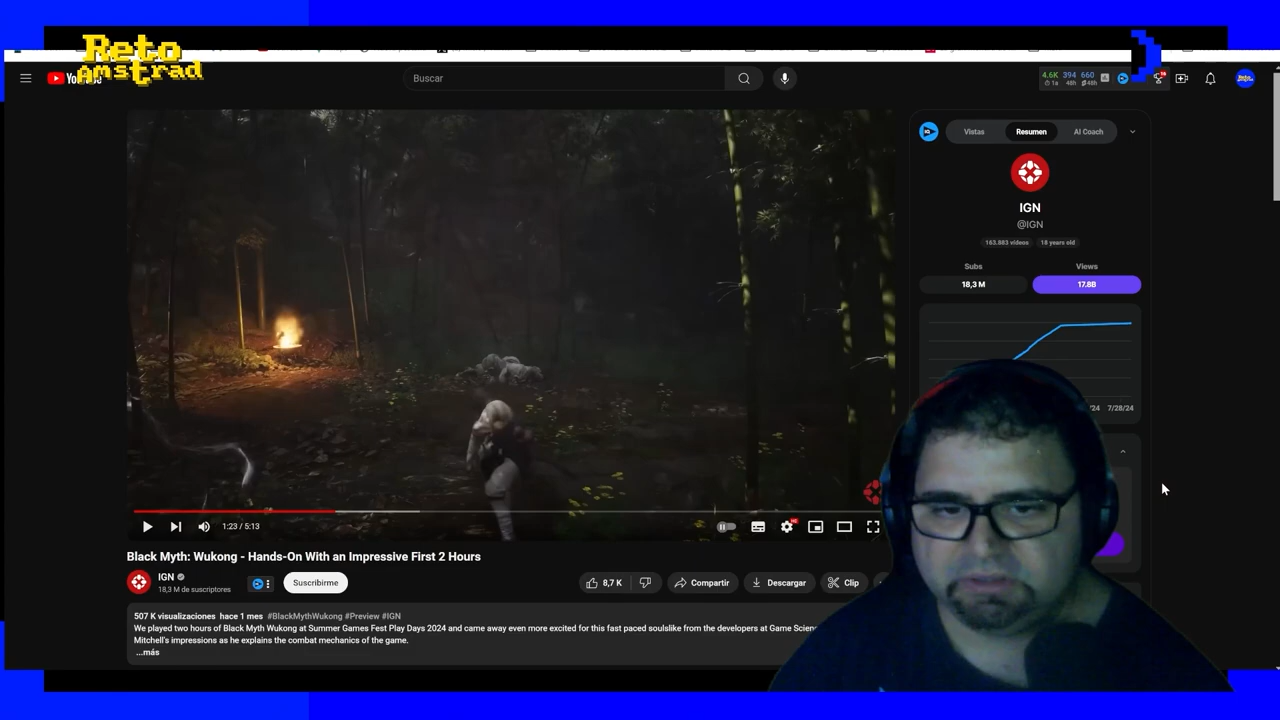 Reto
Amstrad
YouTube
Buscar
4.6K 394 660
1a 48h $48h
Vistas
Resumen
AI Coach
IGN
@IGN
163.883 videos
18 years old
Subs
Views
18,3 M
17.8B
/24
7/28/24
1:23 / 5:13
Black Myth: Wukong - Hands-On With an Impressive First 2 Hours
IGN
18,3 M de suscriptores
Suscribirme
8,7 K
Compartir
Descargar
Clip
507 K visualizaciones hace 1 mes #BlackMythWukong #Preview #IGN
We played two hours of Black Myth Wukong at Summer Games Fest Play Days 2024 and came away even more excited for this fast paced soulslike from the developers at Game Scien
Mitchell's impressions as he explains the combat mechanics of the game.
...más